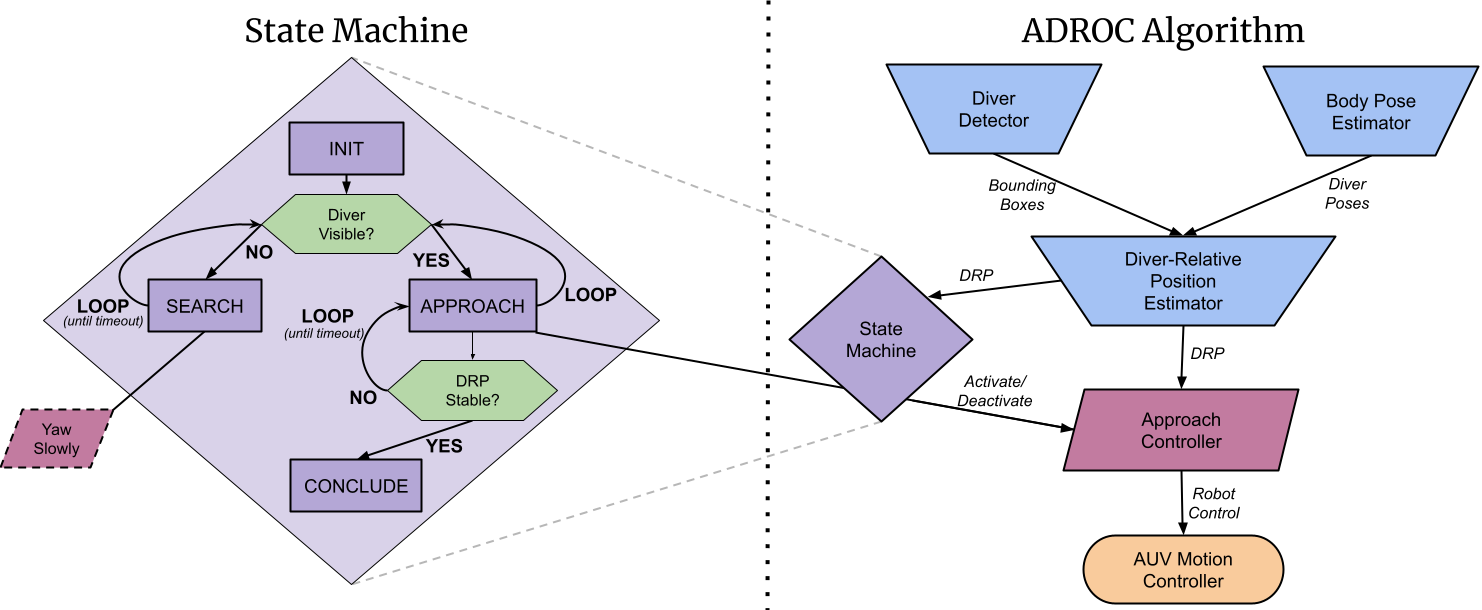 State Machine
INIT
Diver
Visible?
NO
YES
LOOP
(until timeout)
SEARCH
APPROACH
LOOP
LOOP
(until timeout)
DRP
Stable?
NO
YES
Yaw
Slowly
CONCLUDE
ADROC Algorithm
Diver
Detector
Body Pose
Estimator
Bounding
Boxes
Diver
Poses
Diver-Relative
Position
Estimator
DRP
State
Machine
DRP
Activate/
Deactivate
Approach
Controller
Robot
Control
AUV Motion
Controller